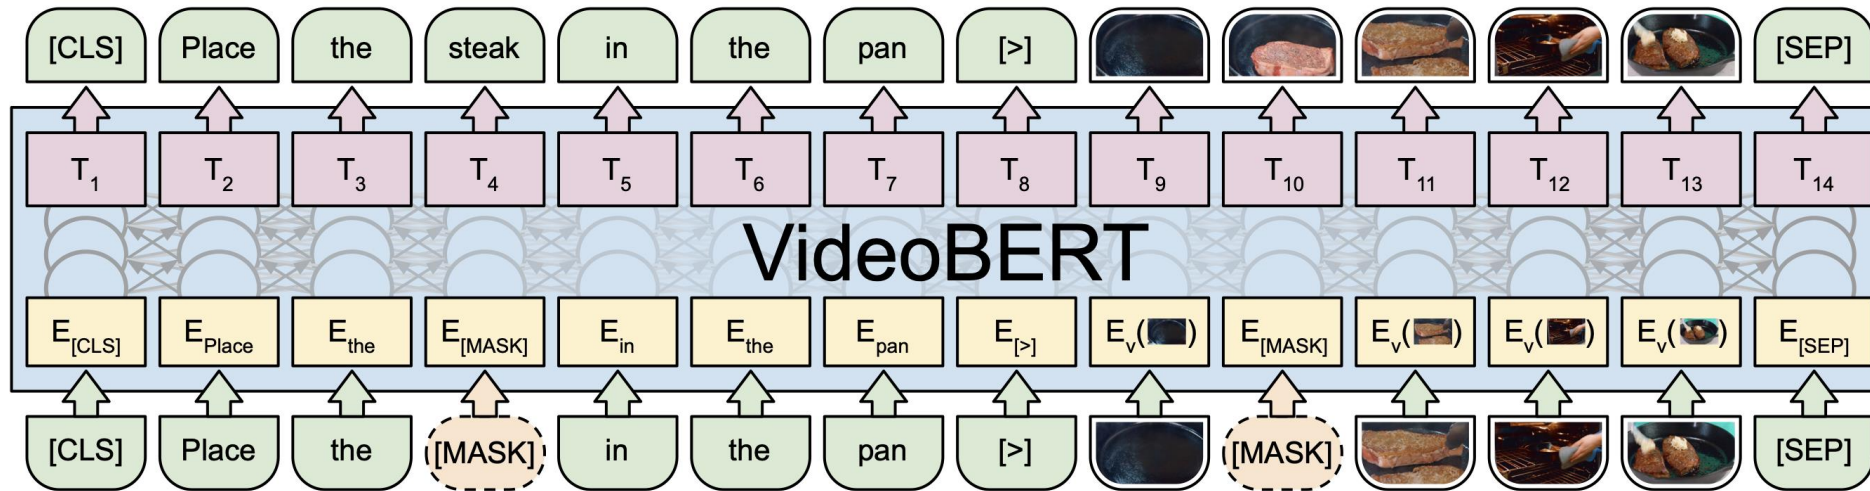 [CLS] Place the steak in the pan [>] [SEP]
T1 T2 T3 T4 T5 T6 T7 T8 T9 T10 T11 T12 T13 T14
VideoBERT
E[CLS] EPlace Ethe E[MASK] Ein Ethe Epan E[>] Ev( ) E[MASK] Ev( ) Ev( ) Ev( ) E[SEP]
[CLS] Place the [MASK] in the pan [>] [MASK] [SEP]